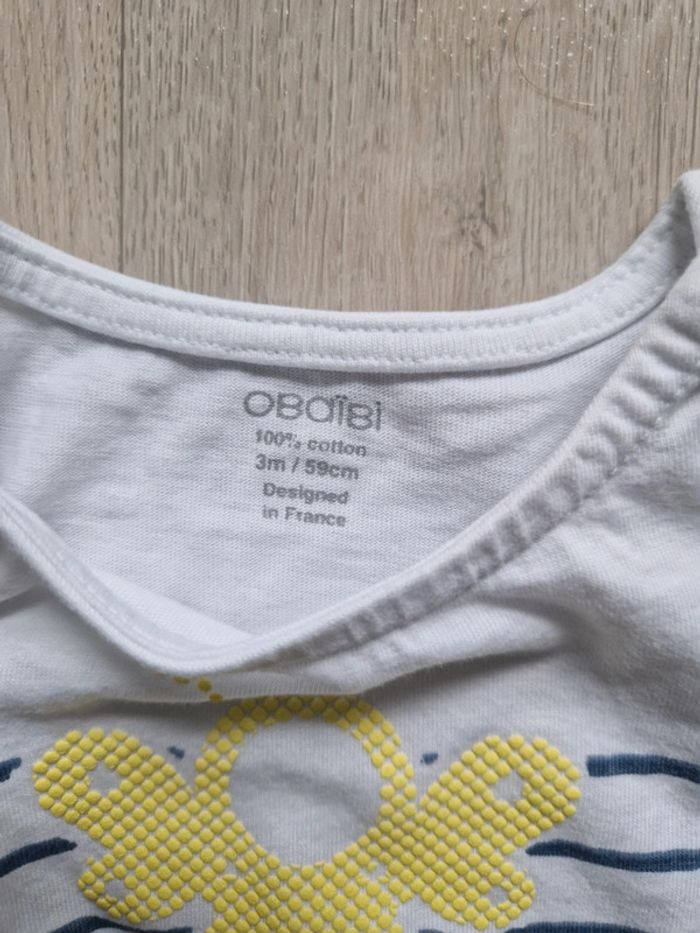 OBaïBi
100% cotton
3m / 59cm
Designed
in France